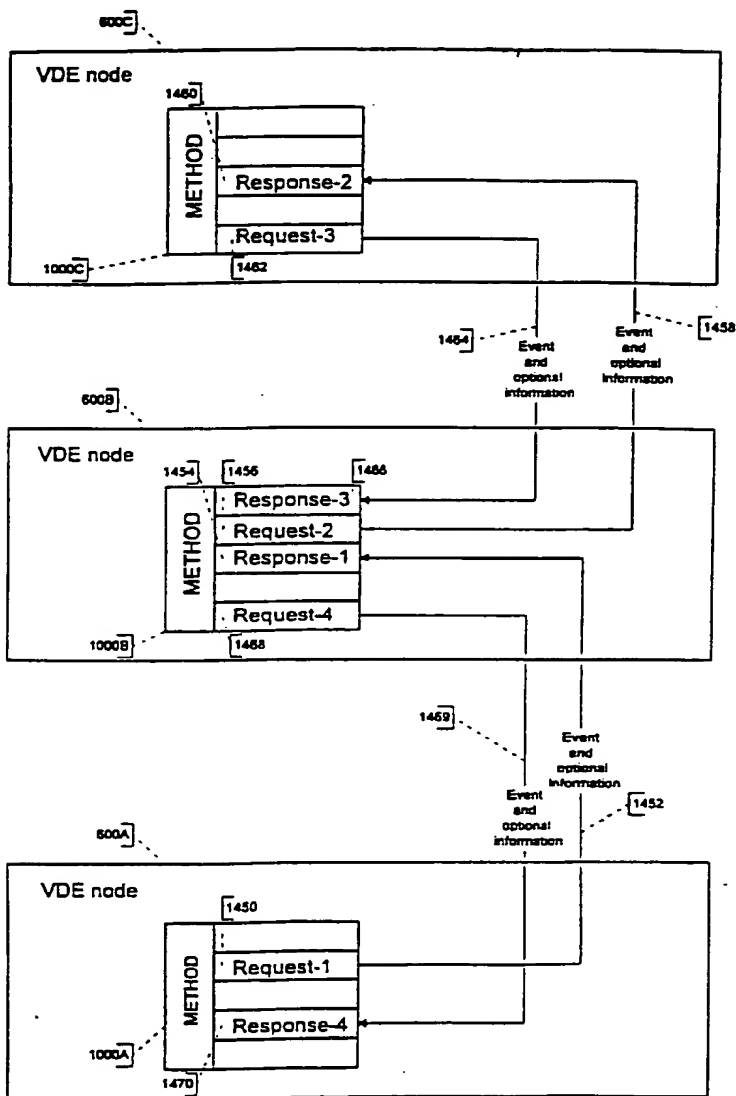 600C
VDE node
1460
METHOD
Response-2
Request-3
1000C
1462
1464
Event
and
optional
information
Event
and
optional
information
1458
600B
VDE node
1454
1456
1466
METHOD
Response-3
Request-2
Response-1
Request-4
1000B
1468
1469
Event
and
optional
information
Event
and
optional
information
1452
600A
VDE node
1450
METHOD
Request-1
Response-4
1000A
1470